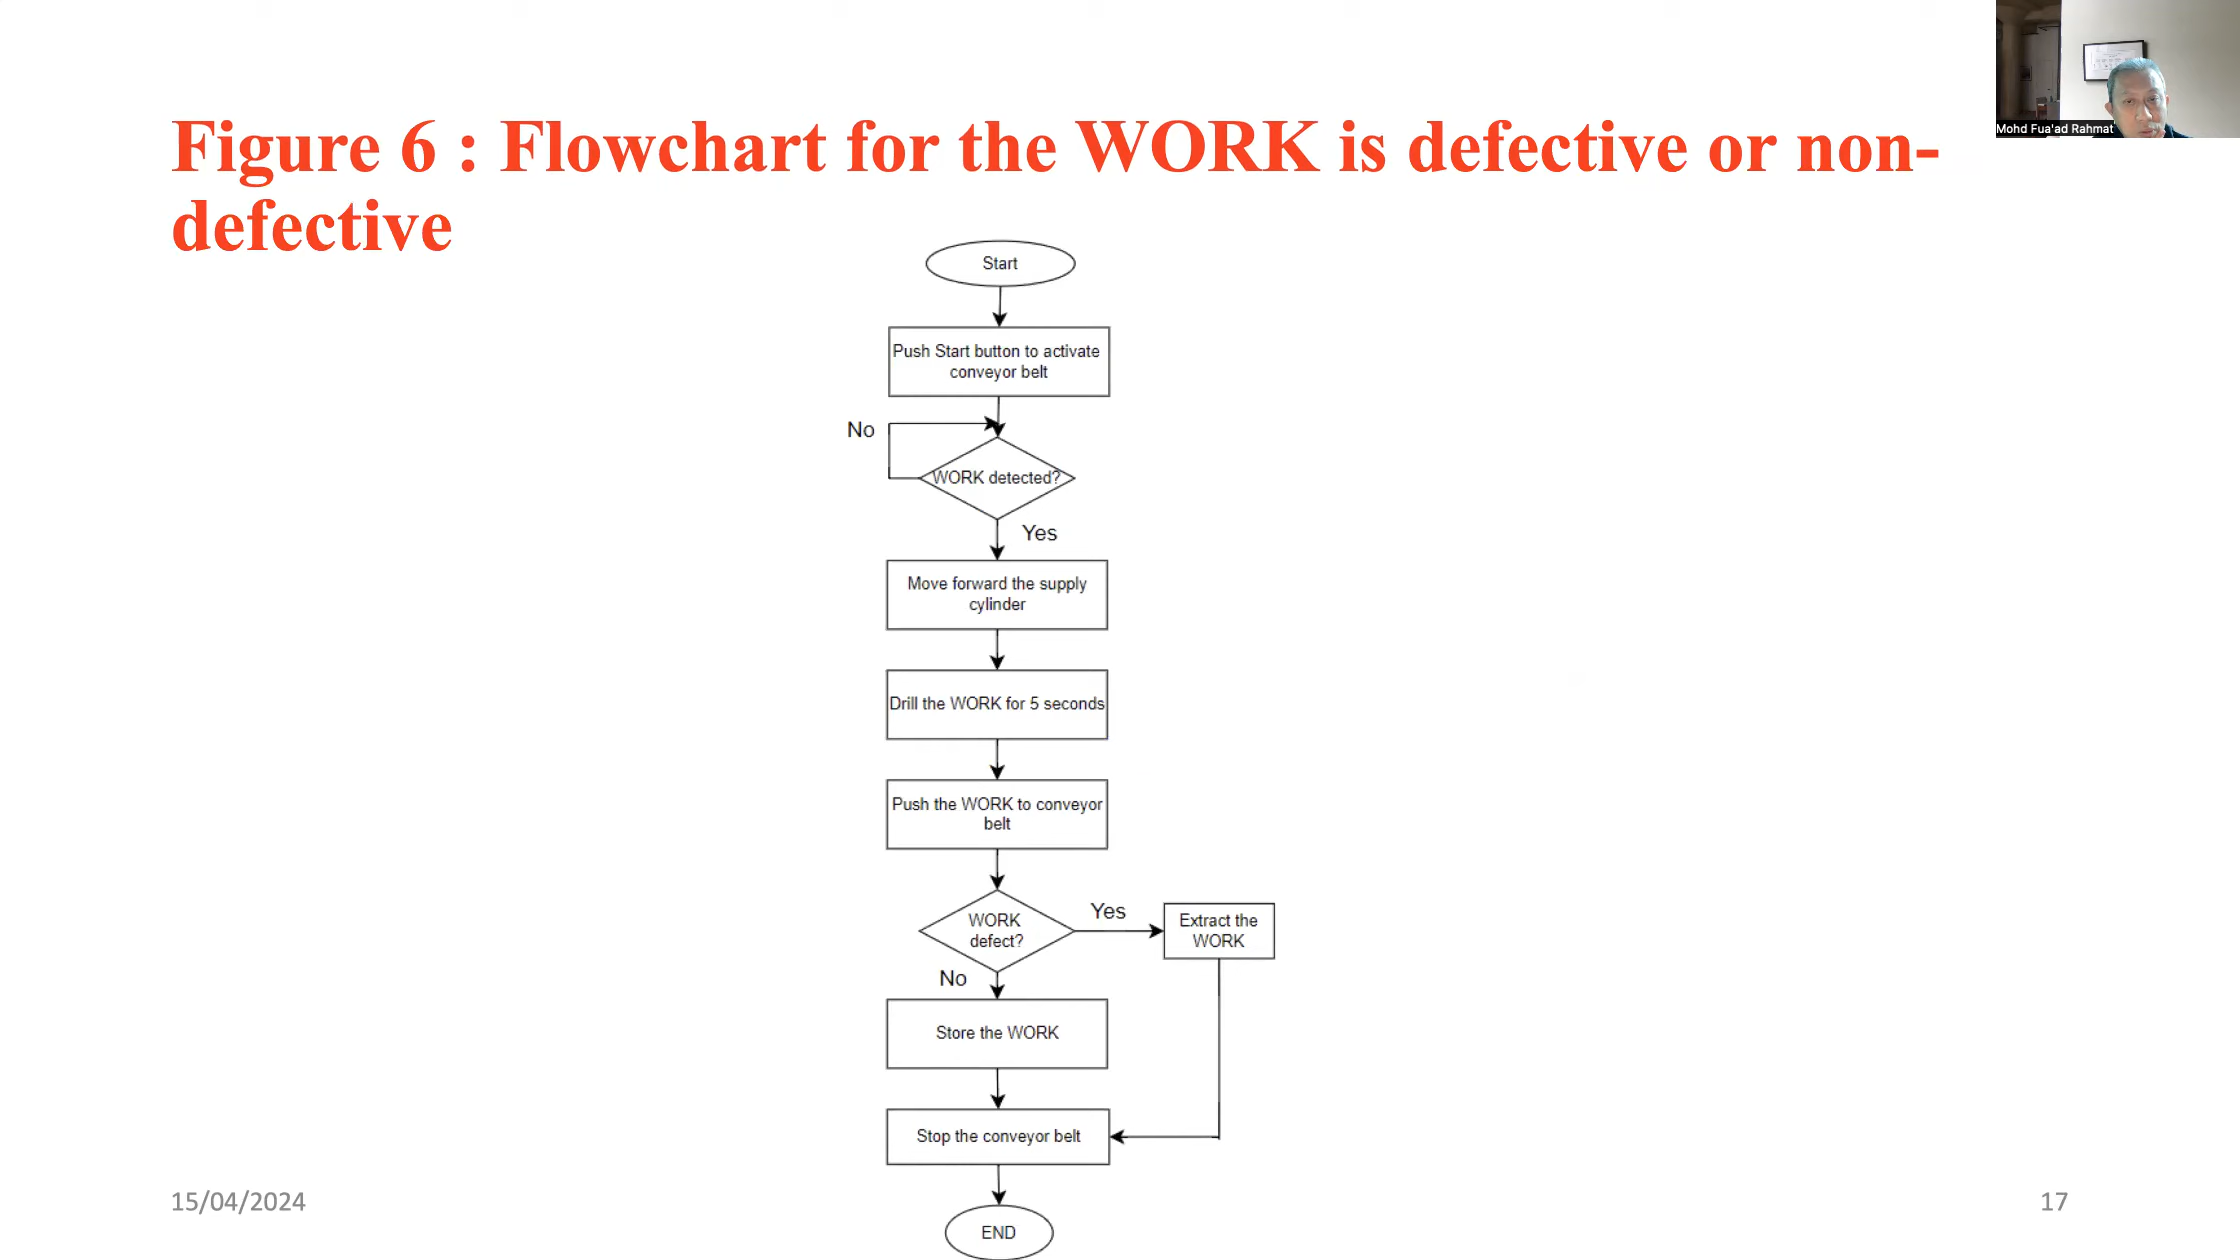 Mohd Fua'ad Rahmat
Figure 6 : Flowchart for the WORK is defective or non-
defective
Start
Push Start button to activate
conveyor belt
No
WORK detected?
Yes
Move forward the supply
cylinder
Drill the WORK for 5 seconds
Push the WORK to conveyor
belt
WORK
defect?
Yes
Extract the
WORK
No
Store the WORK
Stop the conveyor belt
END
15/04/2024
17